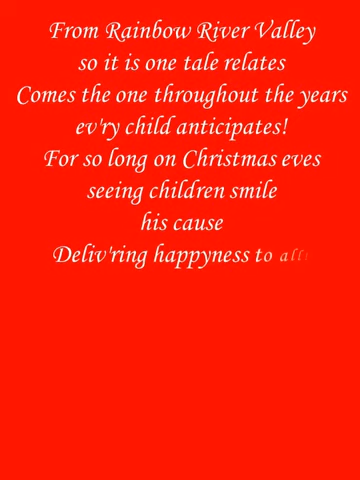 From Rainbow River Valley
so it is one tale relates
Comes the one throughout the years
ev'ry child anticipates!
For so long on Christmas eves
seeing children smile
his cause
Deliv'ring happyness to all